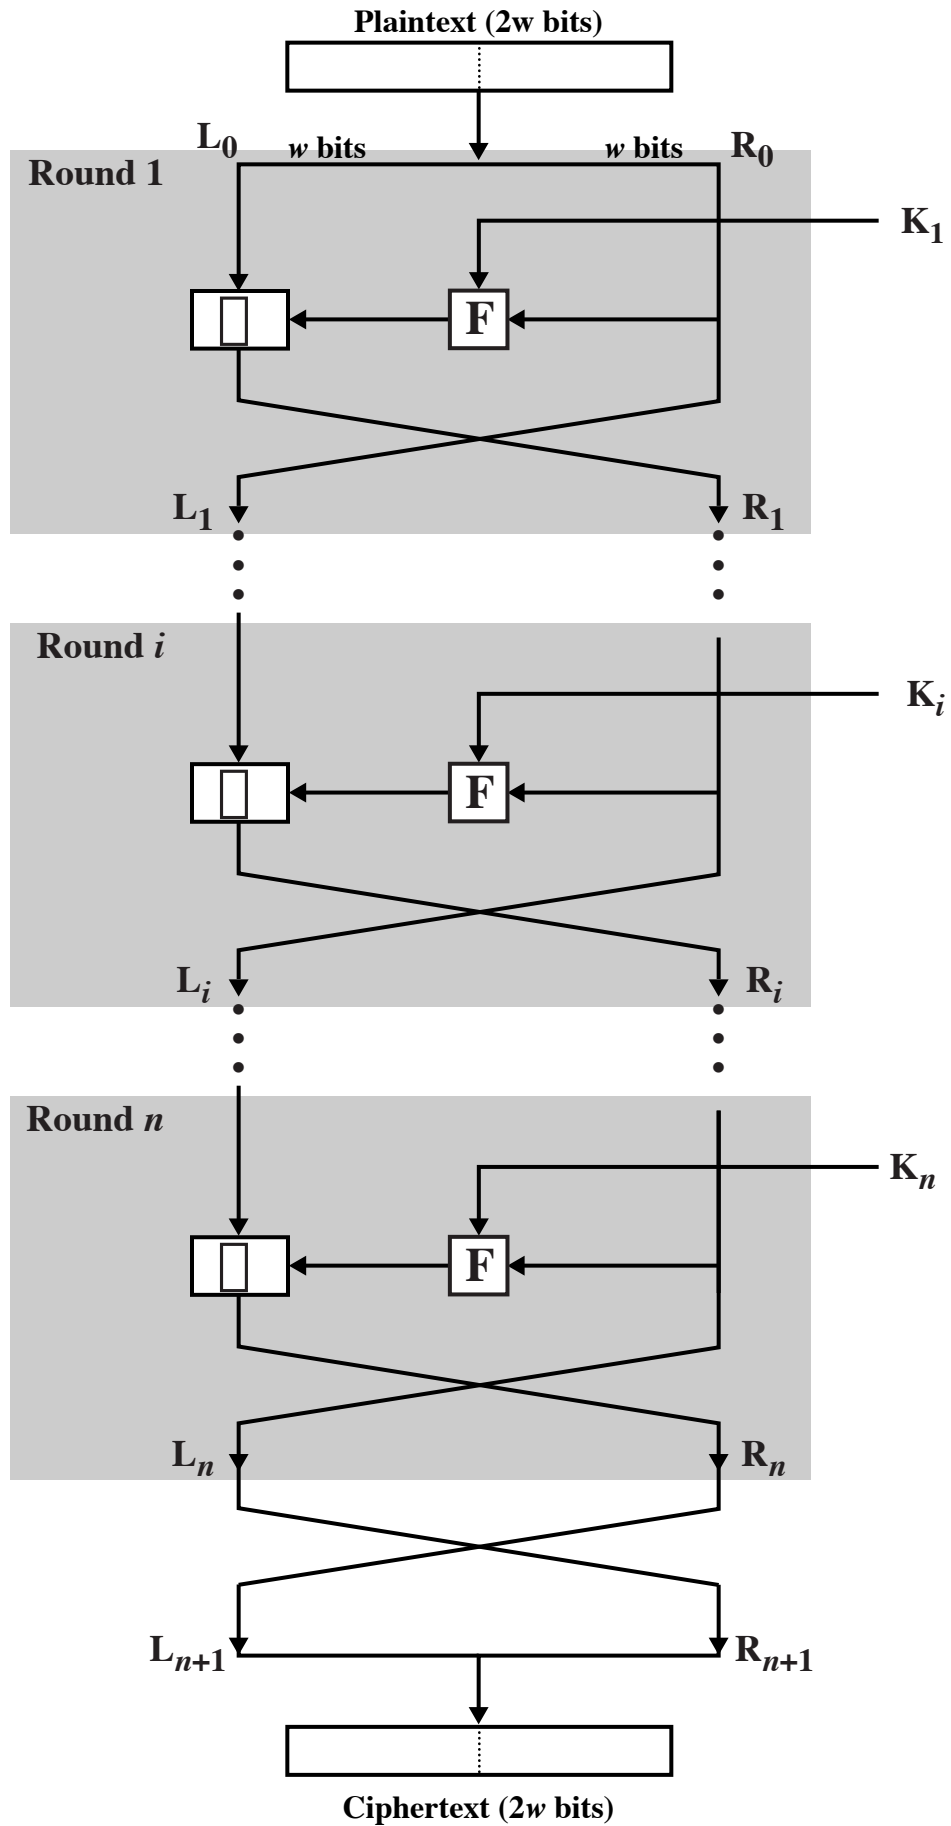 Plaintext (2w bits)
L0 w bits w bits R0
Round 1
K1
F
L1 R1
Round i
Ki
F
Li Ri
Round n
Kn
F
Ln Rn
Ln+1 Rn+1
Ciphertext (2w bits)